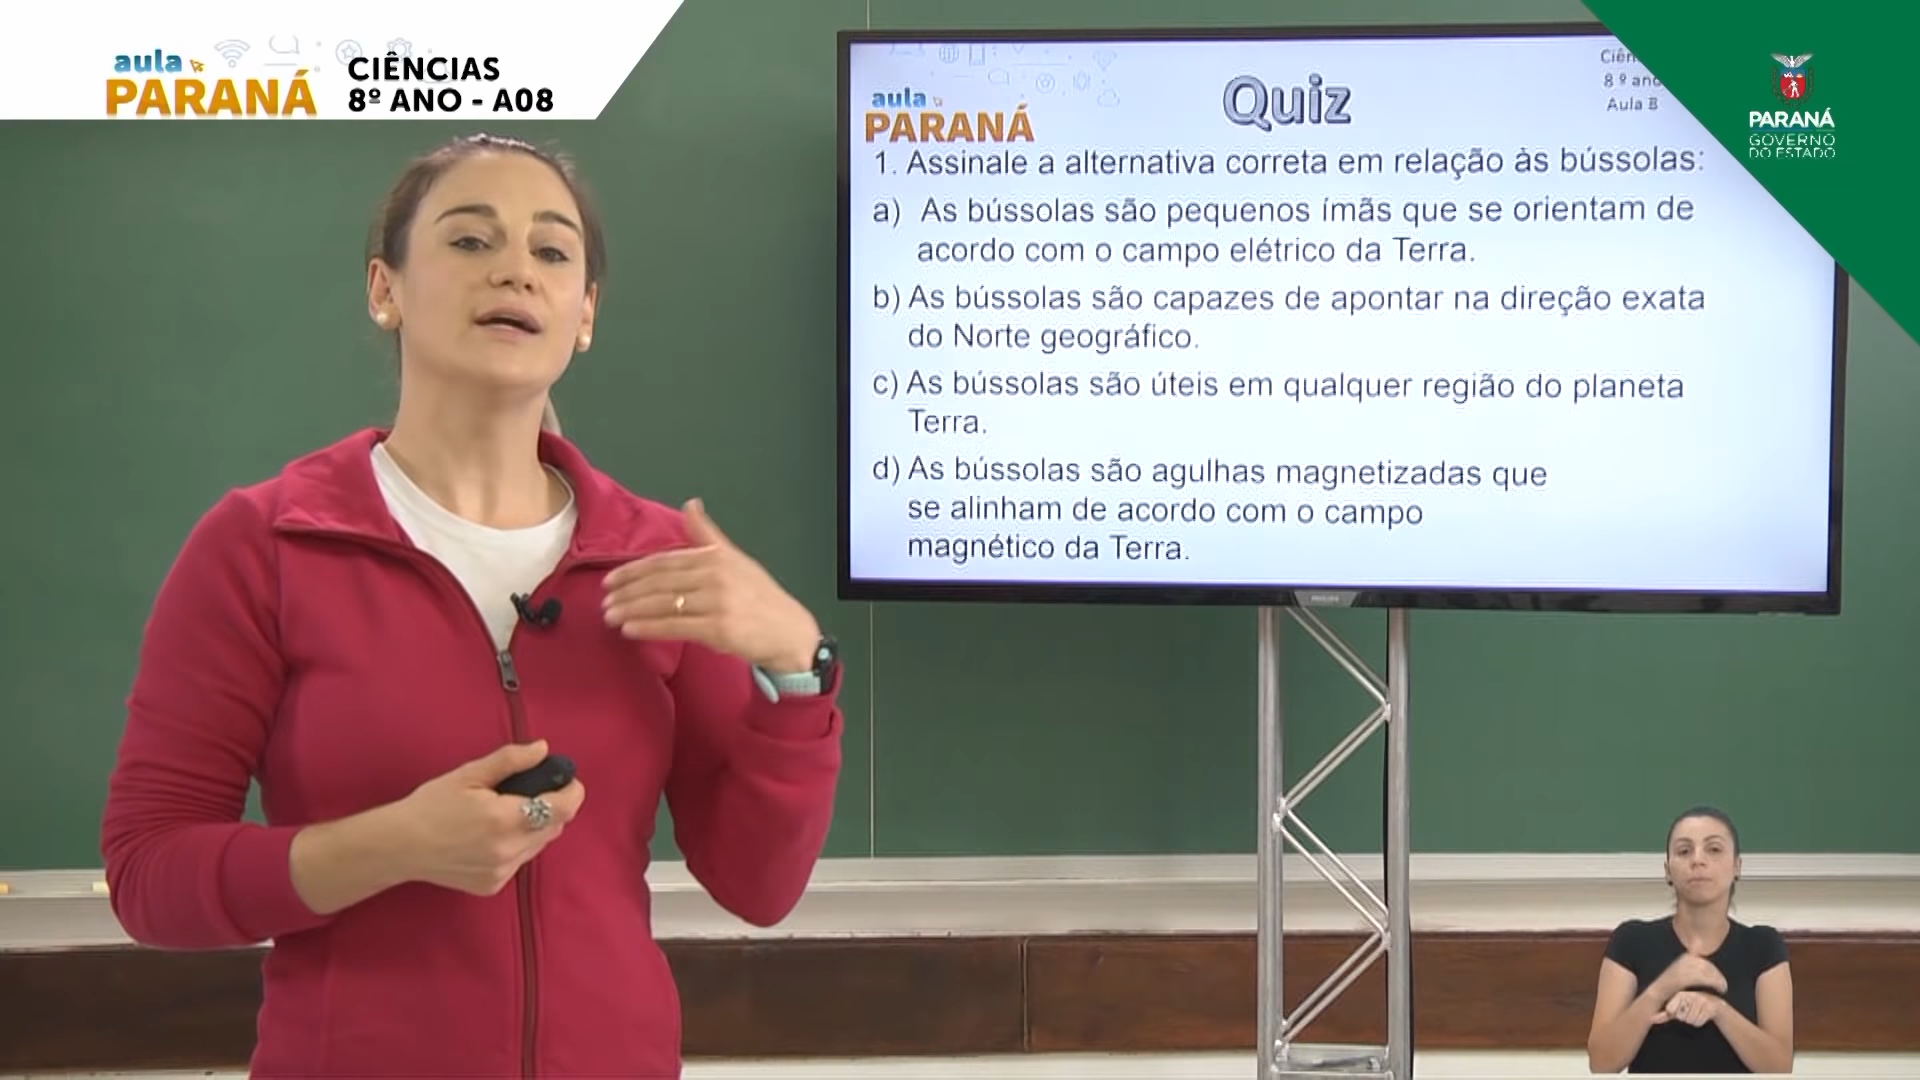 aula
PARANÁ
CIÊNCIAS
8º ANO - A08
aula
PARANÁ
Quiz
8 º ano
Aula 8
PARANÁ
GOVERNO
DO ESTADO
1. Assinale a alternativa correta em relação às bússolas:
a) As bússolas são pequenos ímãs que se orientam de
acordo com o campo elétrico da Terra.
b) As bússolas são capazes de apontar na direção exata
do Norte geográfico.
c) As bússolas são úteis em qualquer região do planeta
Terra.
d) As bússolas são agulhas magnetizadas que
se alinham de acordo com o campo
magnético da Terra.